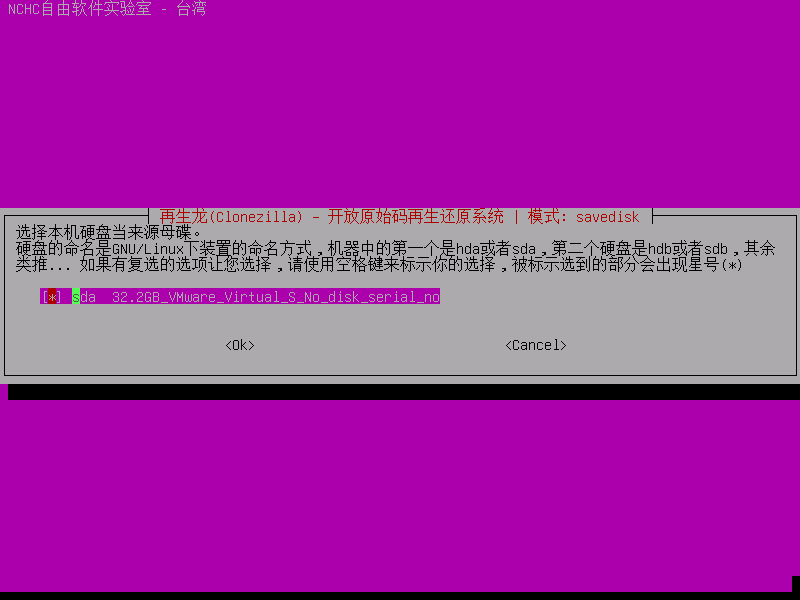 NCHC自由软件实验室 - 台湾
再生龙(Clonezilla) - 开放原始码再生还原系统 | 模式: savedisk
选择本机硬盘当来源母碟。
硬盘的命名是GNU/Linux下装置的命名方式，机器中的第一个是hda或者sda，第二个硬盘是hdb或者sdb，其余
类推... 如果有复选的选项让您选择，请使用空格键来标示你的选择，被标示选到的部分会出现星号(*)
[*] sda 32.2GB_VMware_Virtual_S_No_disk_serial_no
<Ok> <Cancel>